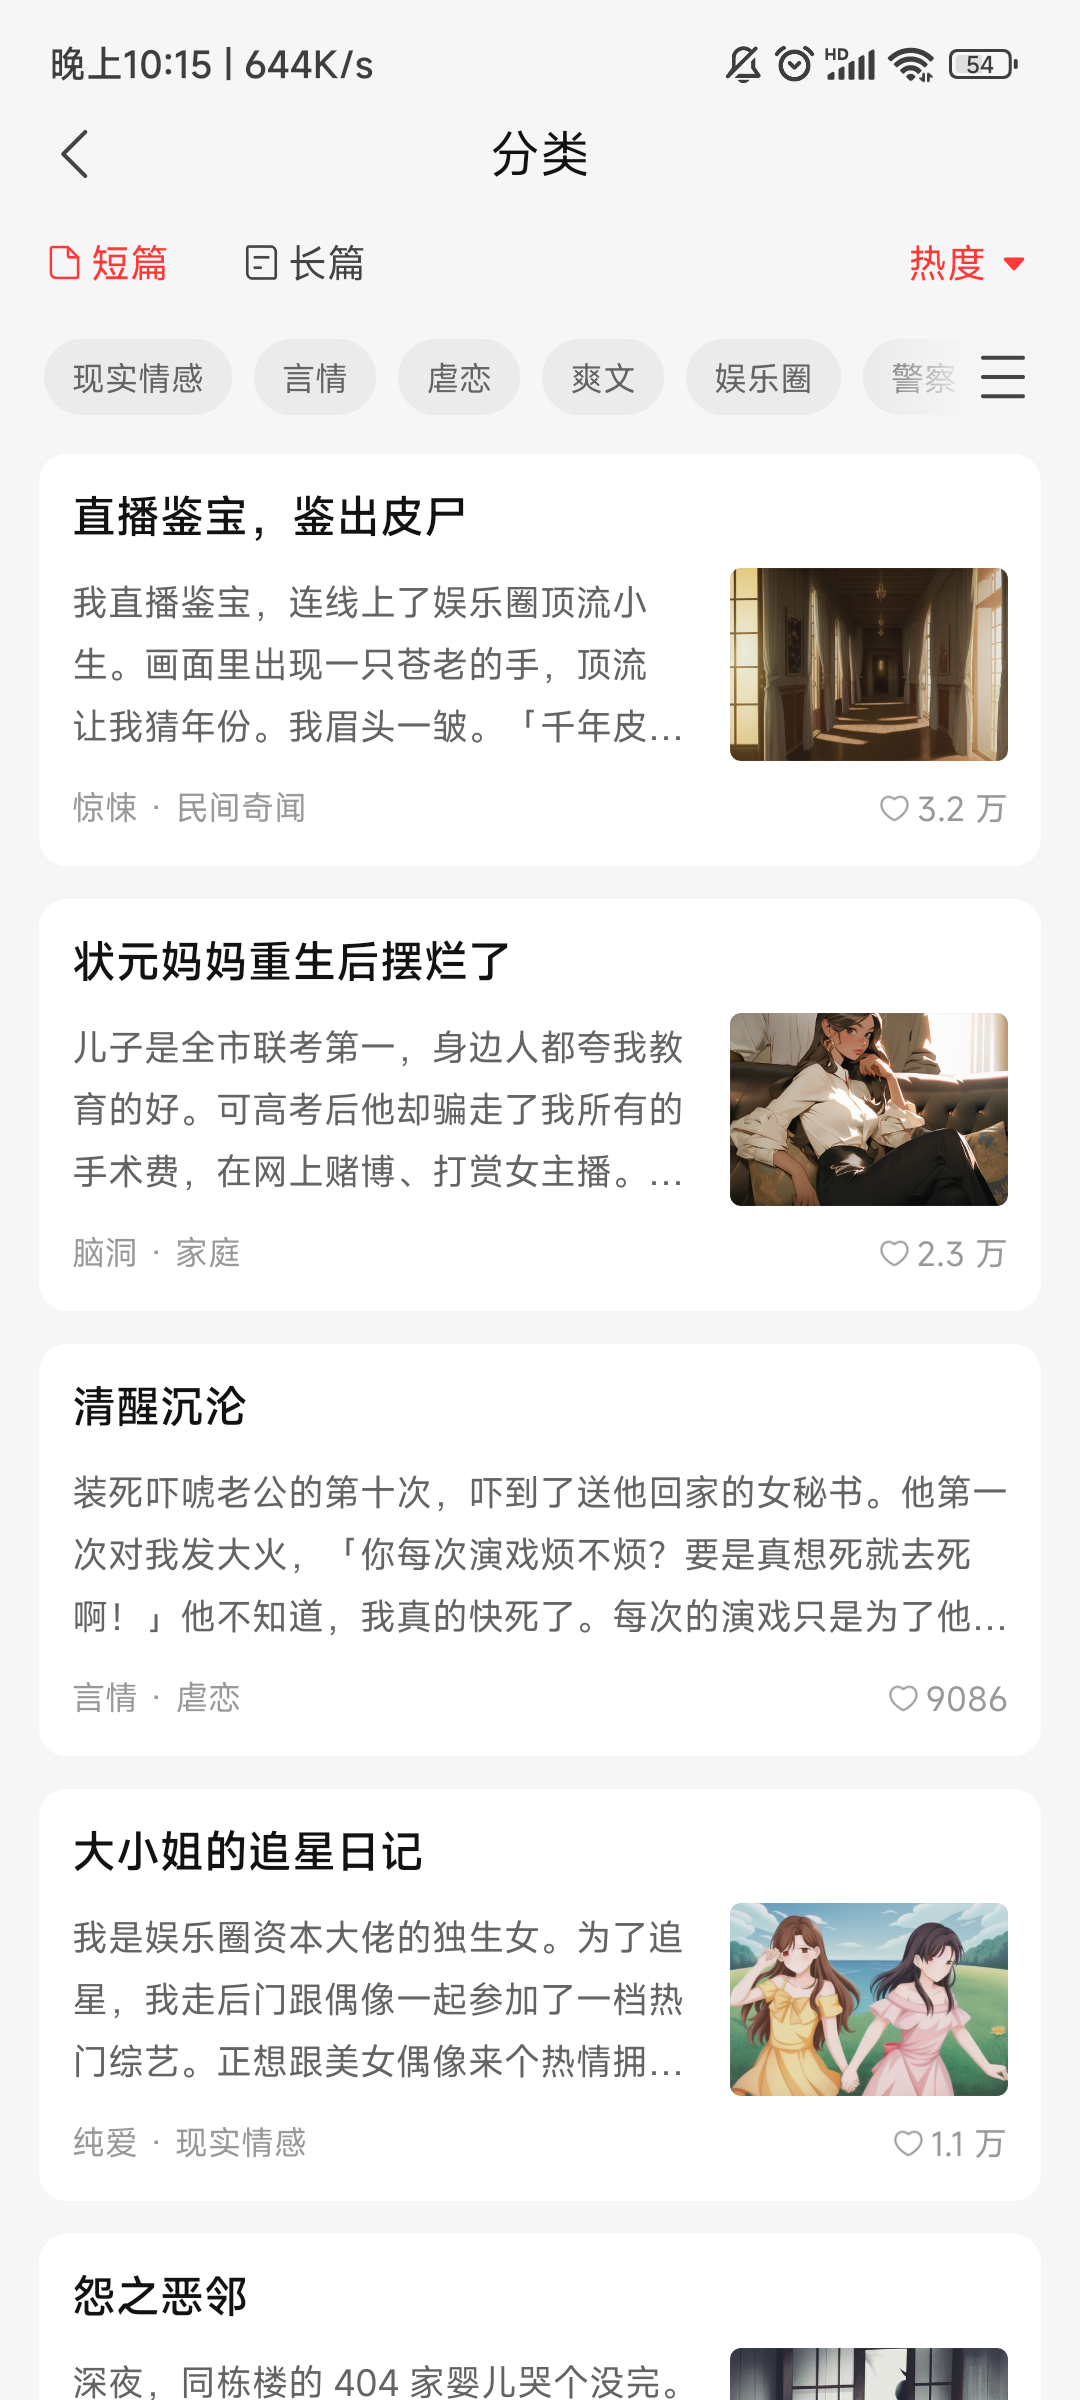 晚上10:15 | 644K/s
HD
54
分类
短篇
长篇
热度
现实情感
言情
虐恋
爽文
娱乐圈
警察
直播鉴宝，鉴出皮尸
我直播鉴宝，连线上了娱乐圈顶流小
生。画面里出现一只苍老的手，顶流
让我猜年份。我眉头一皱。「千年皮...
惊悚 · 民间奇闻
3.2 万
状元妈妈重生后摆烂了
儿子是全市联考第一，身边人都夸我教
育的好。可高考后他却骗走了我所有的
手术费，在网上赌博、打赏女主播。...
脑洞 · 家庭
2.3 万
清醒沉沦
装死吓唬老公的第十次，吓到了送他回家的女秘书。他第一
次对我发大火，「你每次演戏烦不烦？要是真想死就去死
啊！」他不知道，我真的快死了。每次的演戏只是为了他...
言情 · 虐恋
9086
大小姐的追星日记
我是娱乐圈资本大佬的独生女。为了追
星，我走后门跟偶像一起参加了一档热
门综艺。正想跟美女偶像来个热情拥...
纯爱 · 现实情感
1.1 万
怨之恶邻
深夜，同栋楼的 404 家婴儿哭个没完。